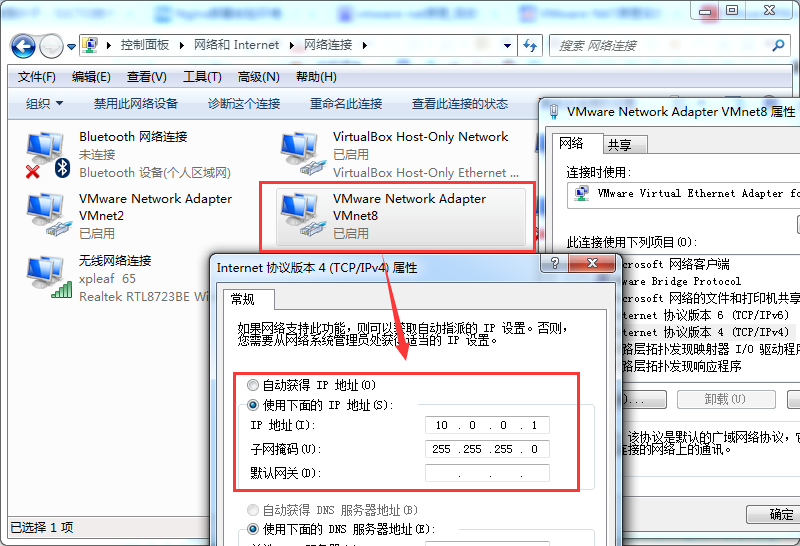 控制面板 ▸ 网络和 Internet ▸ 网络连接 ▸
搜索 网络连接
文件(F) 编辑(E) 查看(V) 工具(T) 高级(N) 帮助(H)
组织 禁用此网络设备 诊断这个连接 重命名此连接 查看此连接的状态
Bluetooth 网络连接
未连接
Bluetooth 设备(个人区域网)
VirtualBox Host-Only Network
已启用
VirtualBox Host-Only Ethernet ...
VMware Network Adapter
VMnet2
已启用
VMware Network Adapter
VMnet8
已启用
无线网络连接
xpleaf 65
Realtek RTL8723BE Wi
已选择 1 项
VMware Network Adapter VMnet8 属性
网络 共享
连接时使用:
VMware Virtual Ethernet Adapter fo
此连接使用下列项目(O):
crosoft 网络客户端
ware Bridge Protocol
crosoft 网络的文件和打印机共享
ternet 协议版本 6 (TCP/IPv6)
ternet 协议版本 4 (TCP/IPv4)
路层拓扑发现映射器 I/O 驱动程序
路层拓扑发现响应程序
)... 卸载(U)
该协议是默认的广域网络协议，它
连接的网络上的通讯。
确定
Internet 协议版本 4 (TCP/IPv4) 属性
常规
如果网络支持此功能，则可以获取自动指派的 IP 设置。否则，
您需要从网络系统管理员处获得适当的 IP 设置。
自动获得 IP 地址(O)
使用下面的 IP 地址(S):
IP 地址(I): 10 . 0 . 0 . 1
子网掩码(U): 255 .255 .255 . 0
默认网关(D): . . .
自动获得 DNS 服务器地址(B)
使用下面的 DNS 服务器地址(E):